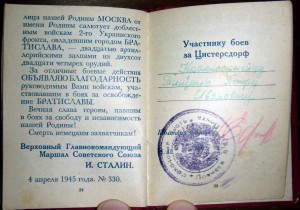 лица нашей Родины МОСКВА от
имени Родины салютует доблест-
ным войскам 2-го Украинского
фронта, овладевшим городом БРА-
ТИСЛАВА, — двадцатью артил-
лерийскими залпами из двухсот
двадцати четырех орудий.
За отличные боевые действия
ОБЪЯВЛЯЮ БЛАГОДАРНОСТЬ
руководимым Вами войскам, уча-
ствовавшим в боях за освобождение
БРАТИСЛАВЫ.
Вечная слава героям, павшим
в боях за свободу и независимость
нашей Родины!
Смерть немецким захватчикам!
Верховный Главнокомандующий
Маршал Советского Союза
И. СТАЛИН.
4 апреля 1945 года. № 330.
Участнику боев
за Цистерсдорф